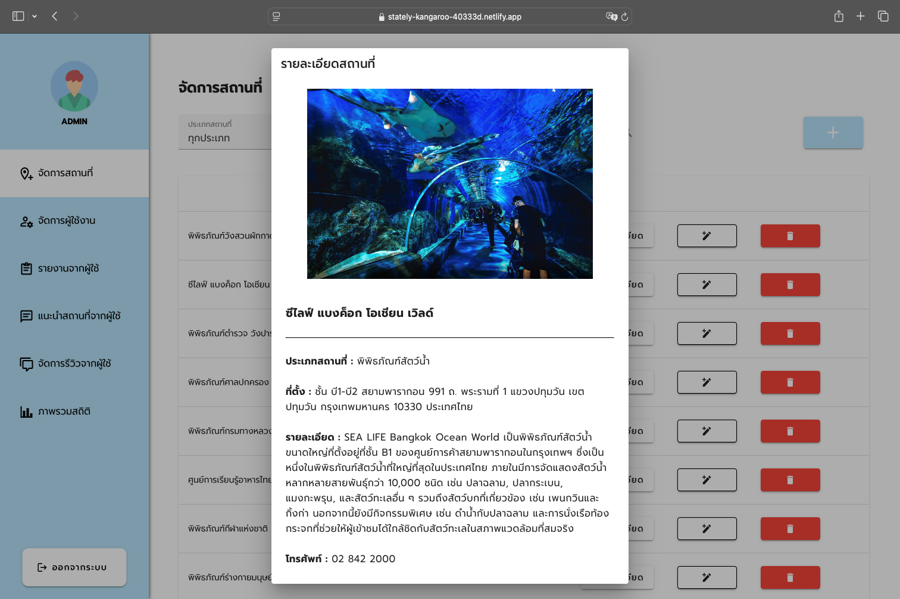 stately-kangaroo-40333d.netlify.app
ADMIN
จัดการสถานที่
จัดการผู้ใช้งาน
รายงานจากผู้ใช้
แนะนำสถานที่จากผู้ใช้
จัดการรีวิวจากผู้ใช้
ภาพรวมสถิติ
ออกจากระบบ
จัดการสถานที่
ประเภทสถานที่
ทุกประเภท
ซีไลฟ์ แบงค็อก โอเชียน
พิพิธภัณฑ์ตำรวจ วังปา
พิพิธภัณฑ์ศาลปกครอง
พิพิธภัณฑ์กรมทางหลวง
ศูนย์การเรียนรู้อาหารไทย
พิพิธภัณฑ์กีฬาแห่งชาติ
พิพิธภัณฑ์ร่างกายมนุษย์
รายละเอียดสถานที่
ซีไลฟ์ แบงค็อก โอเชียน เวิลด์
ประเภทสถานที่ : พิพิธภัณฑ์สัตว์น้ำ
ที่ตั้ง : ชั้น บี1-บี2 สยามพารากอน 991 ถ. พระรามที่ 1 แขวงปทุมวัน เขต
ปทุมวัน กรุงเทพมหานคร 10330 ประเทศไทย
รายละเอียด : SEA LIFE Bangkok Ocean World เป็นพิพิธภัณฑ์สัตว์น้ำ
ขนาดใหญ่ที่ตั้งอยู่ที่ชั้น B1 ของศูนย์การค้าสยามพารากอนในกรุงเทพฯ ซึ่งเป็น
หนึ่งในพิพิธภัณฑ์สัตว์น้ำที่ใหญ่ที่สุดในประเทศไทย ภายในมีการจัดแสดงสัตว์น้ำ
หลากหลายสายพันธุ์กว่า 10,000 ชนิด เช่น ปลาฉลาม, ปลากระเบน,
แมงกะพรุน, และสัตว์ทะเลอื่น ๆ รวมถึงสัตว์บกที่เกี่ยวข้อง เช่น เพนกวินและ
กิ้งก่า นอกจากนี้ยังมีกิจกรรมพิเศษ เช่น ดำน้ำกับปลาฉลาม และการนั่งเรือท้อง
กระจกที่ช่วยให้ผู้เข้าชมได้ใกล้ชิดกับสัตว์ทะเลในสภาพแวดล้อมที่สมจริง
โทรศัพท์ : 02 842 2000